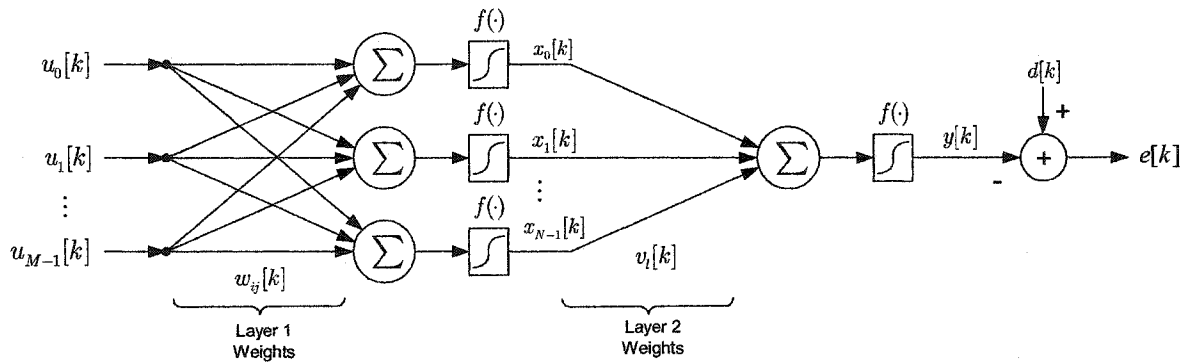 f(·)
u₀[k]
Σ
x₀[k]
d[k]
+
f(·)
f(·)
u₁[k]
Σ
x₁[k]
Σ
y[k]
+
e[k]
-
⋮
⋮
f(·)
u_{M-1}[k]
Σ
x_{N-1}[k]
w_{ij}[k]
v_l[k]
Layer 1
Weights
Layer 2
Weights